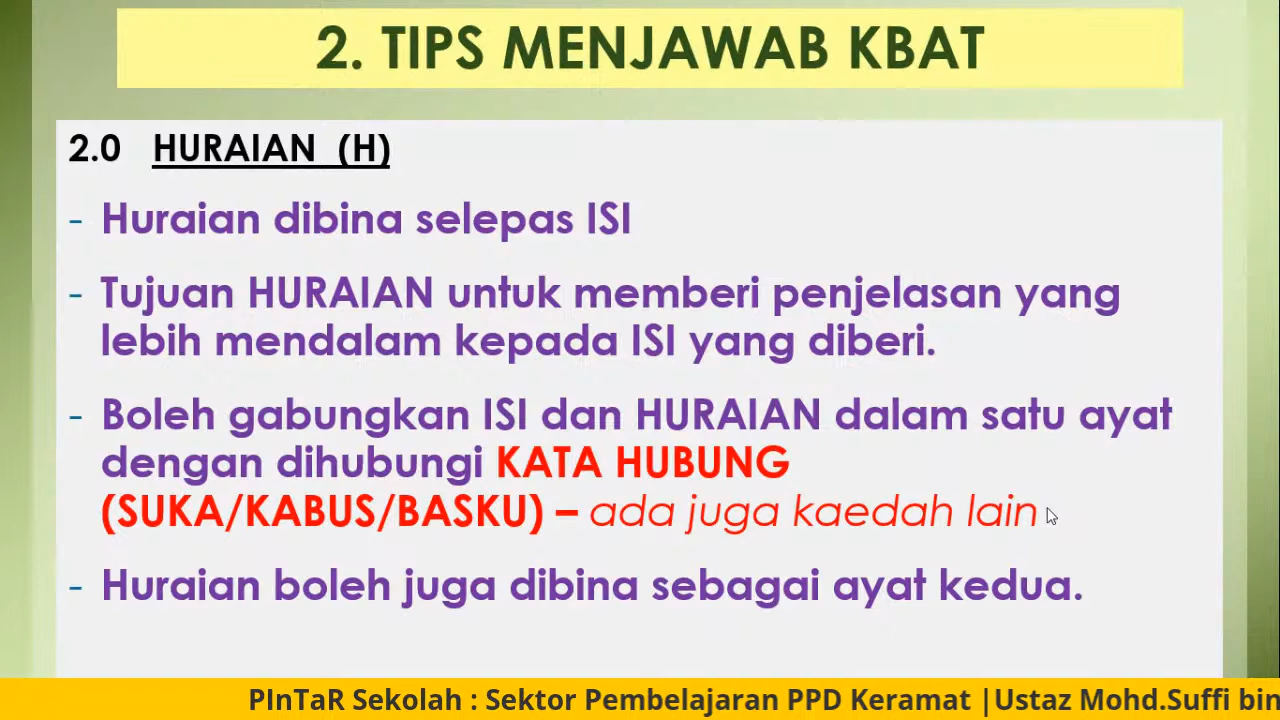 2. TIPS MENJAWAB KBAT
2.0 HURAIAN (H)
- Huraian dibina selepas ISI
- Tujuan HURAIAN untuk memberi penjelasan yang
lebih mendalam kepada ISI yang diberi.
- Boleh gabungkan ISI dan HURAIAN dalam satu ayat
dengan dihubungi KATA HUBUNG
(SUKA/KABUS/BASKU) – ada juga kaedah lain
- Huraian boleh juga dibina sebagai ayat kedua.
PInTaR Sekolah : Sektor Pembelajaran PPD Keramat |Ustaz Mohd.Suffi bin